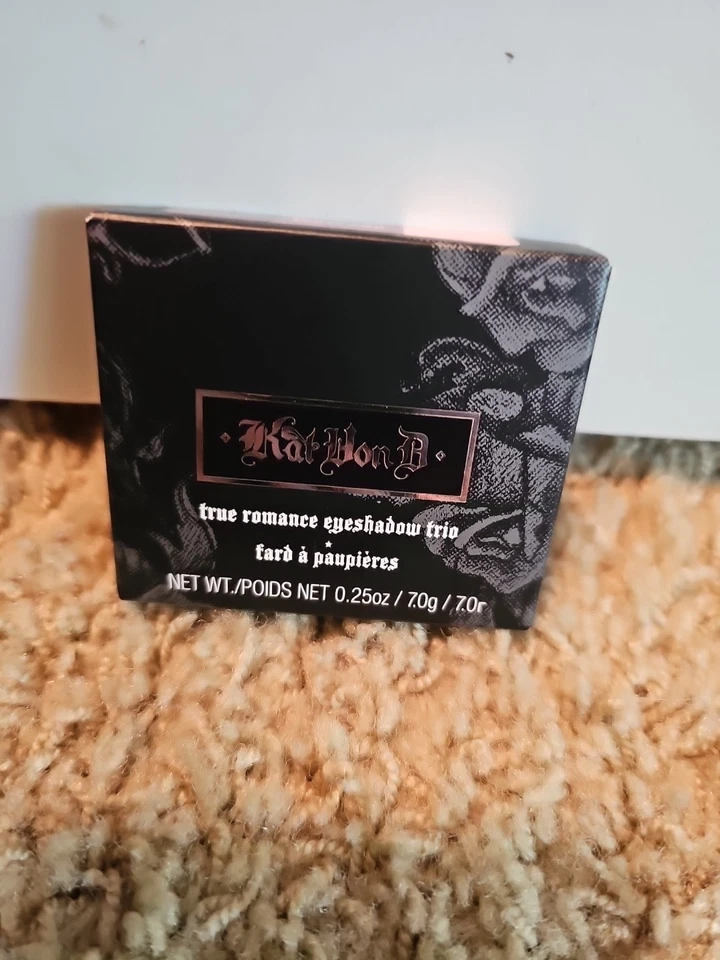 Kat Von D
true romance eyeshadow trio
fard à paupières
NET WT./POIDS NET 0.25oz / 7.0g / 7.0г